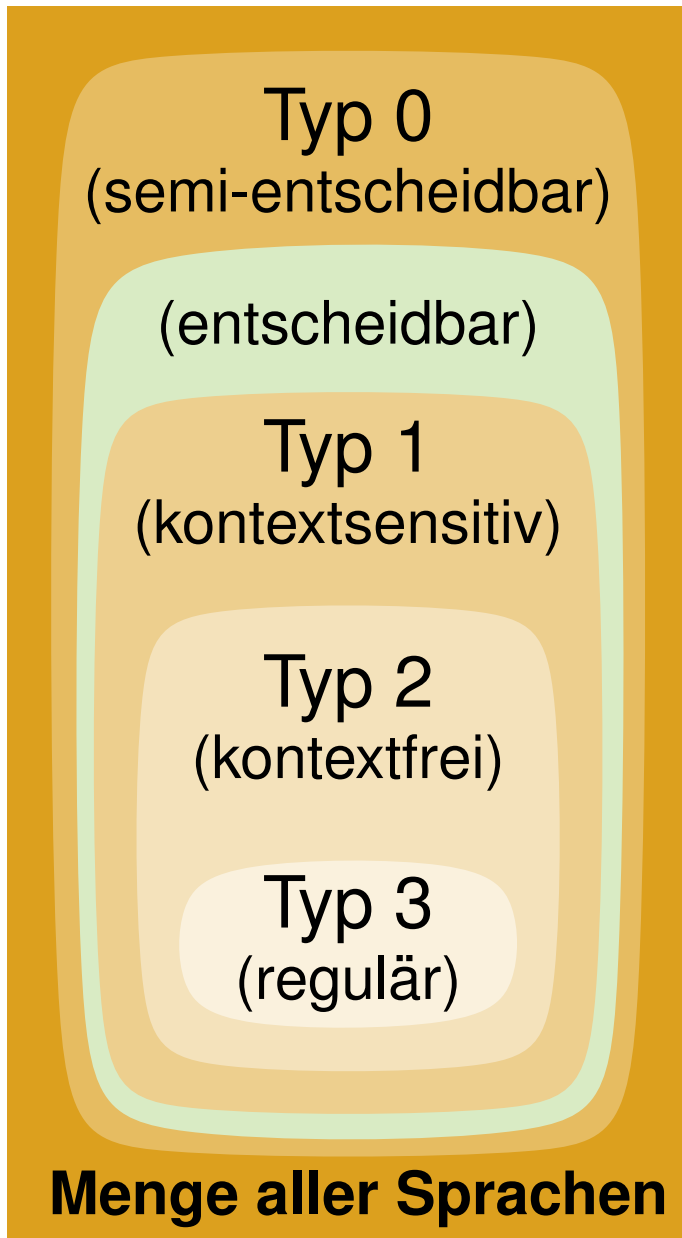 Typ 0
(semi-entscheidbar)
(entscheidbar)
Typ 1
(kontextsensitiv)
Typ 2
(kontextfrei)
Typ 3
(regulär)
Menge aller Sprachen